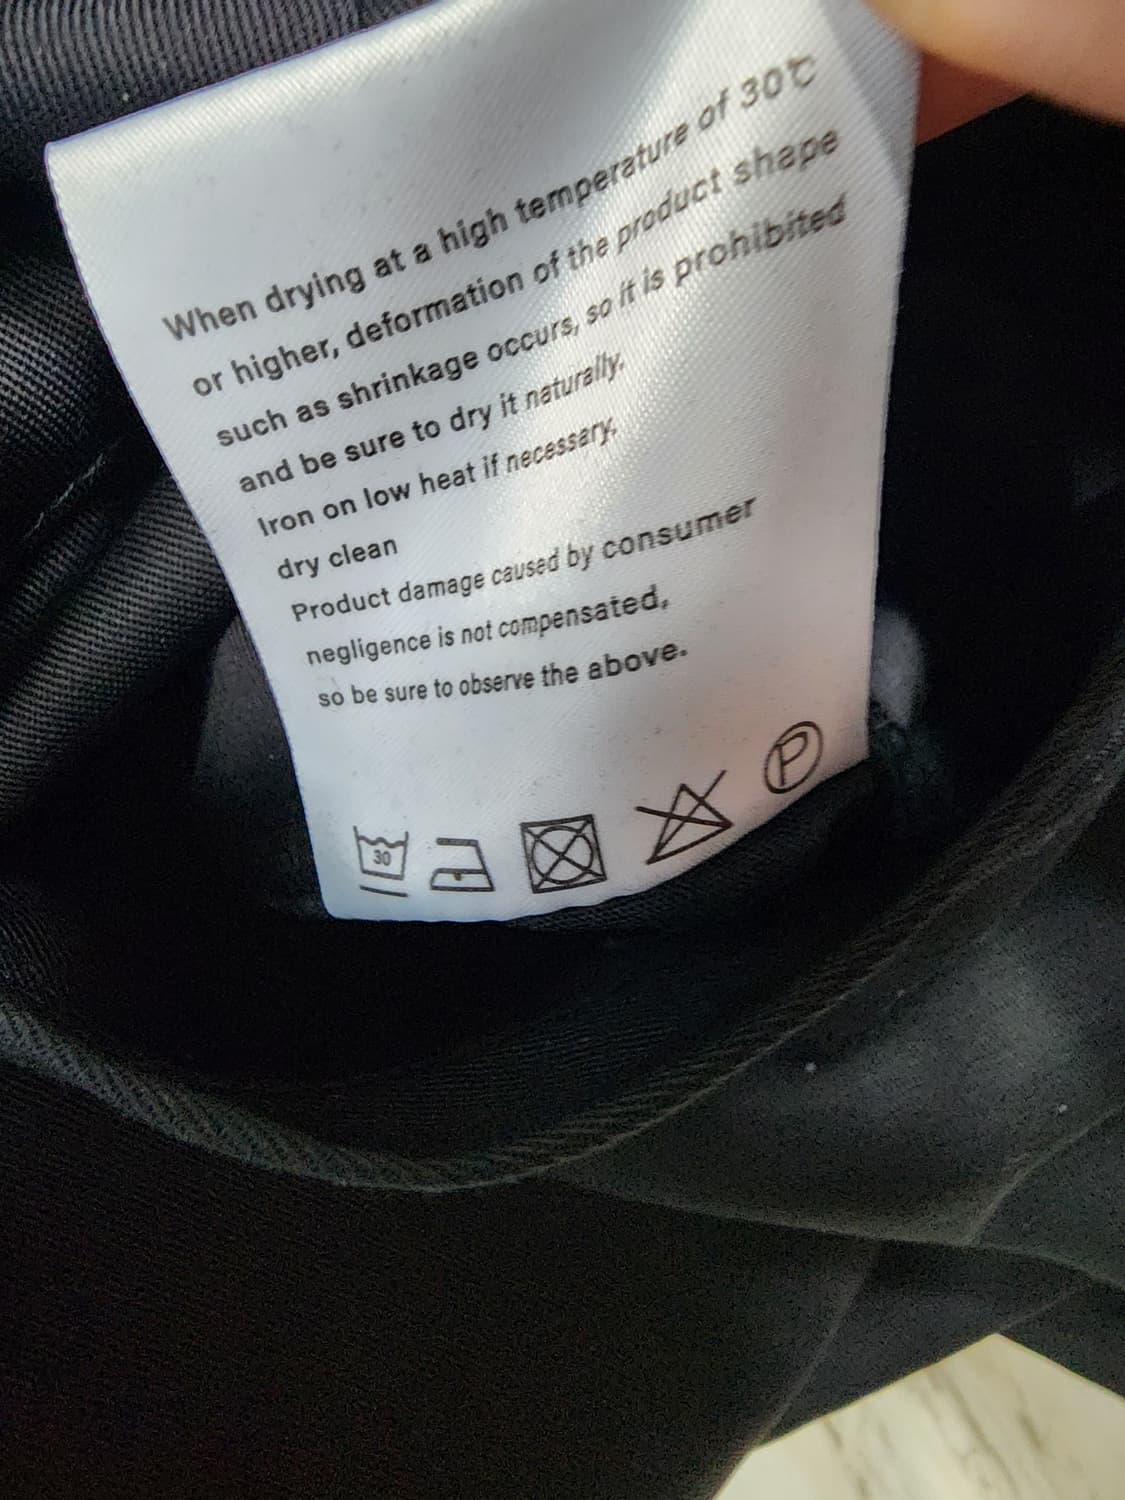 When drying at a high temperature of 30℃
or higher, deformation of the product shape
such as shrinkage occurs, so it is prohibited
and be sure to dry it naturally.
Iron on low heat if necessary,
dry clean
Product damage caused by consumer
negligence is not compensated,
so be sure to observe the above.
30
P